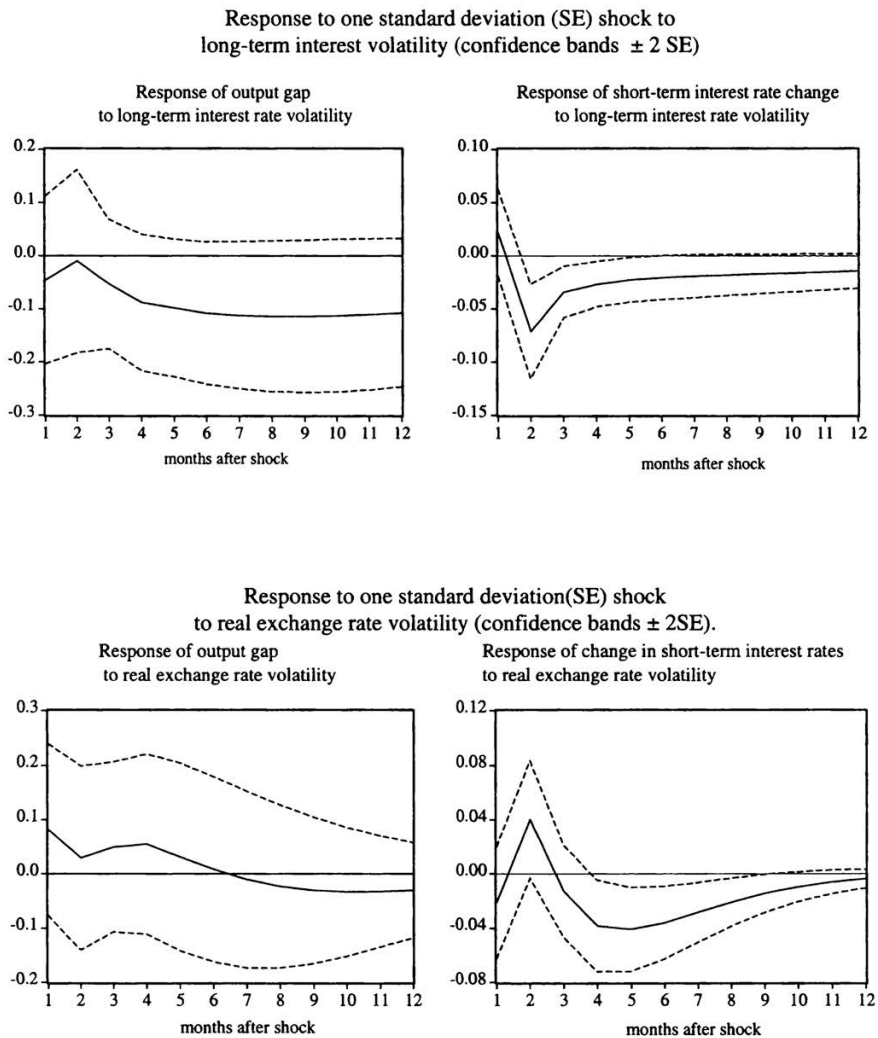 Response to one standard deviation (SE) shock to
long-term interest volatility (confidence bands ± 2 SE)
Response of output gap
to long-term interest rate volatility
0.2
0.1
0.0
-0.1
-0.2
-0.3
1 2 3 4 5 6 7 8 9 10 11 12
months after shock
Response of short-term interest rate change
to long-term interest rate volatility
0.10
0.05
0.00
-0.05
-0.10
-0.15
1 2 3 4 5 6 7 8 9 10 11 12
months after shock
Response to one standard deviation(SE) shock
to real exchange rate volatility (confidence bands ± 2SE).
Response of output gap
to real exchange rate volatility
0.3
0.2
0.1
0.0
-0.1
-0.2
1 2 3 4 5 6 7 8 9 10 11 12
months after shock
Response of change in short-term interest rates
to real exchange rate volatility
0.12
0.08
0.04
0.00
-0.04
-0.08
1 2 3 4 5 6 7 8 9 10 11 12
months after shock